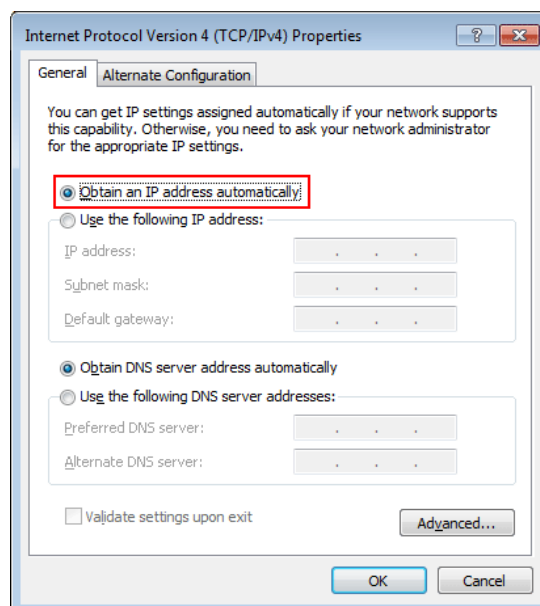 Internet Protocol Version 4 (TCP/IPv4) Properties
General
Alternate Configuration
You can get IP settings assigned automatically if your network supports
this capability. Otherwise, you need to ask your network administrator
for the appropriate IP settings.
Obtain an IP address automatically
Use the following IP address:
IP address:
Subnet mask:
Default gateway:
Obtain DNS server address automatically
Use the following DNS server addresses:
Preferred DNS server:
Alternate DNS server:
Validate settings upon exit
Advanced...
OK
Cancel